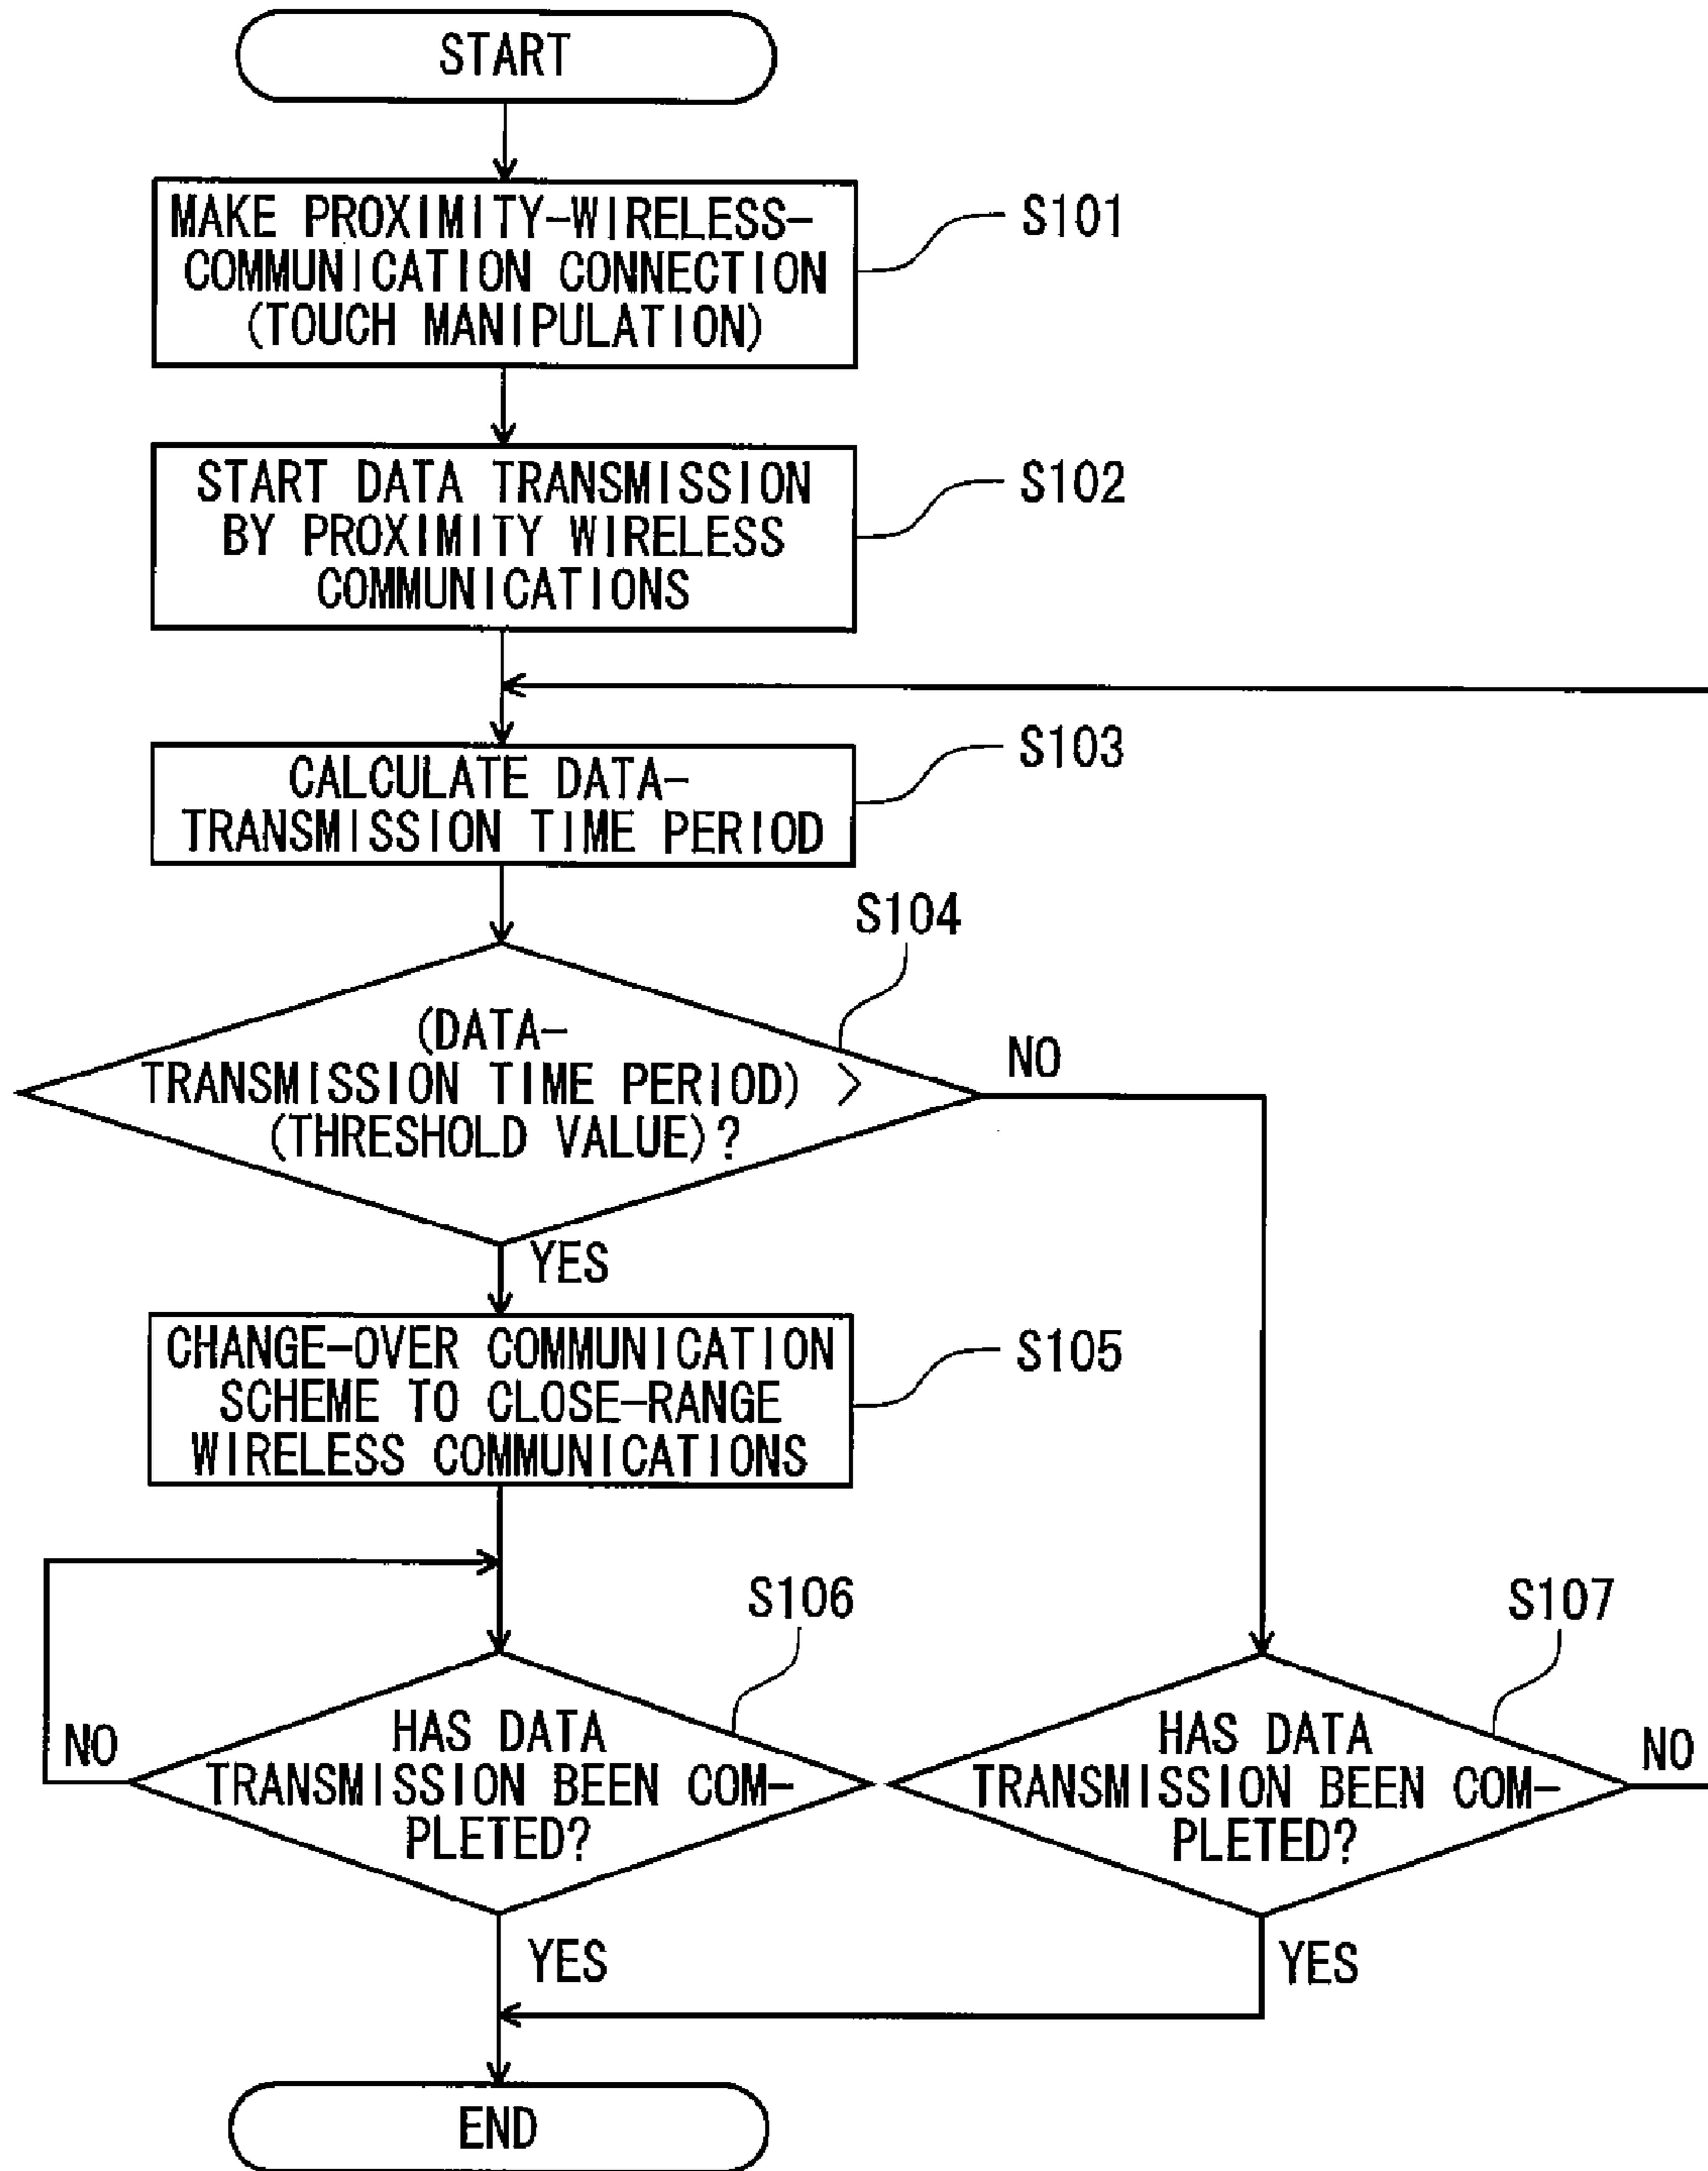 START
MAKE PROXIMITY-WIRELESS-
COMMUNICATION CONNECTION
(TOUCH MANIPULATION)
S101
START DATA TRANSMISSION
BY PROXIMITY WIRELESS
COMMUNICATIONS
S102
CALCULATE DATA-
TRANSMISSION TIME PERIOD
S103
S104
(DATA-
TRANSMISSION TIME PERIOD) >
(THRESHOLD VALUE)?
NO
YES
CHANGE-OVER COMMUNICATION
SCHEME TO CLOSE-RANGE
WIRELESS COMMUNICATIONS
S105
S106
HAS DATA
TRANSMISSION BEEN COM-
PLETED?
NO
YES
S107
HAS DATA
TRANSMISSION BEEN COM-
PLETED?
NO
YES
END